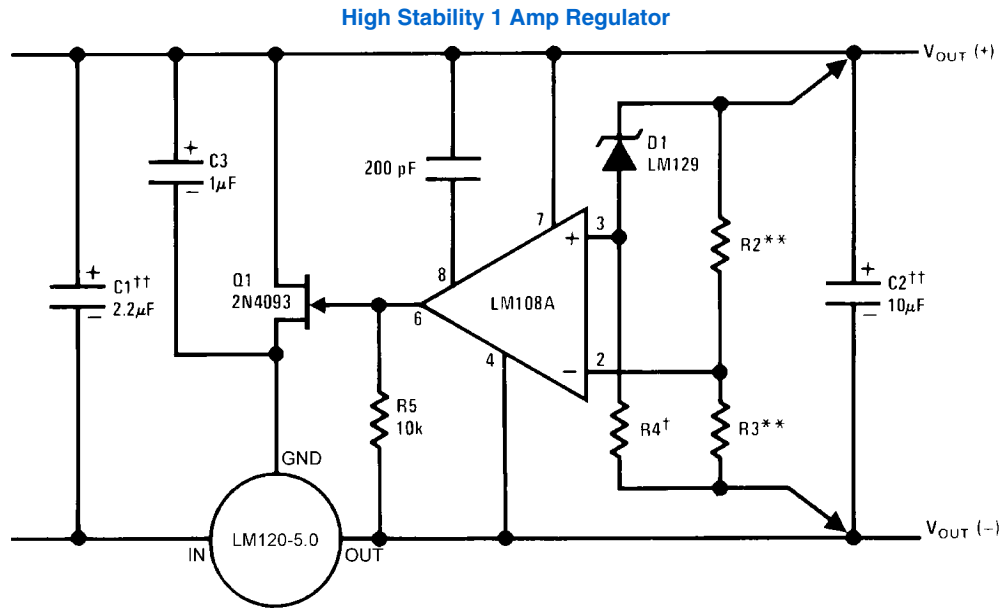 High Stability 1 Amp Regulator
VOUT (+)
+
C3
1µF
−
200 pF
D1
LM129
7
3
+
R2**
8
LM108A
+
C1††
2.2µF
−
Q1
2N4093
6
+
C2††
10µF
−
4
−
2
R5
10k
R4†
R3**
GND
LM120-5.0
IN
OUT
VOUT (−)